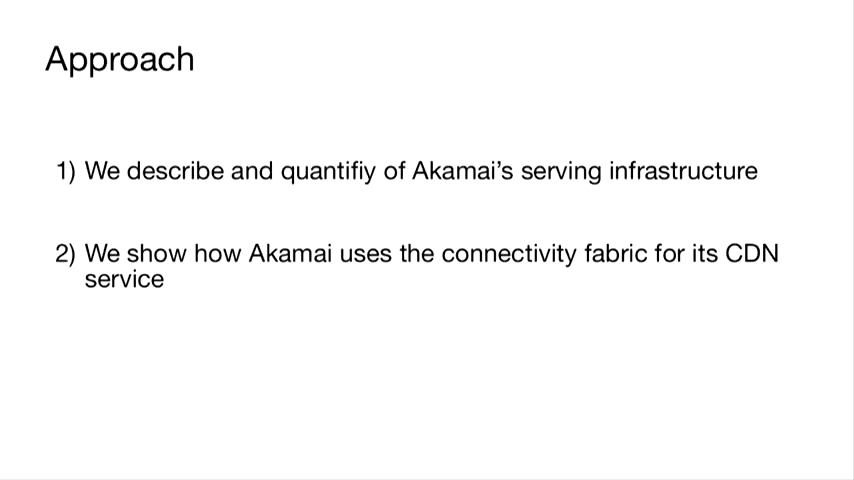 Approach
1) We describe and quantifiy of Akamai’s serving infrastructure
2) We show how Akamai uses the connectivity fabric for its CDN
service